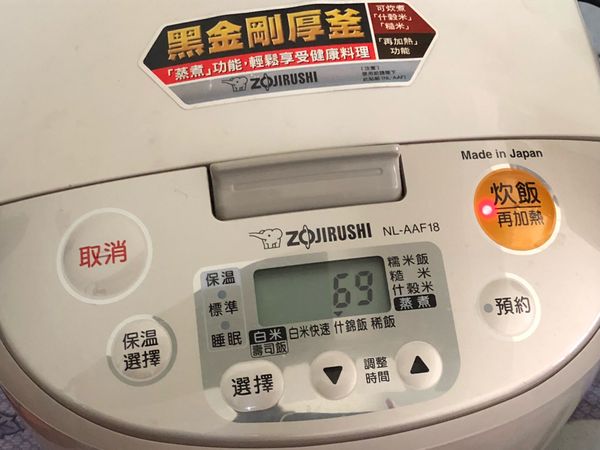 黑金剛厚釜
「蒸煮」功能，輕鬆享受健康料理
ZOJIRUSHI
可炊煮
「什穀米」
「糙米」
「再加熱」
功能
〔注意〕
Made in Japan
炊飯
再加熱
取消
ZOJIRUSHI NL-AAF18
保溫
標準
睡眠
69
糯米飯
糙米
什穀米
蒸煮
白米 白米快速 什錦飯 稀飯
壽司飯
預約
保溫
選擇
選擇
▼
調整
時間
▲